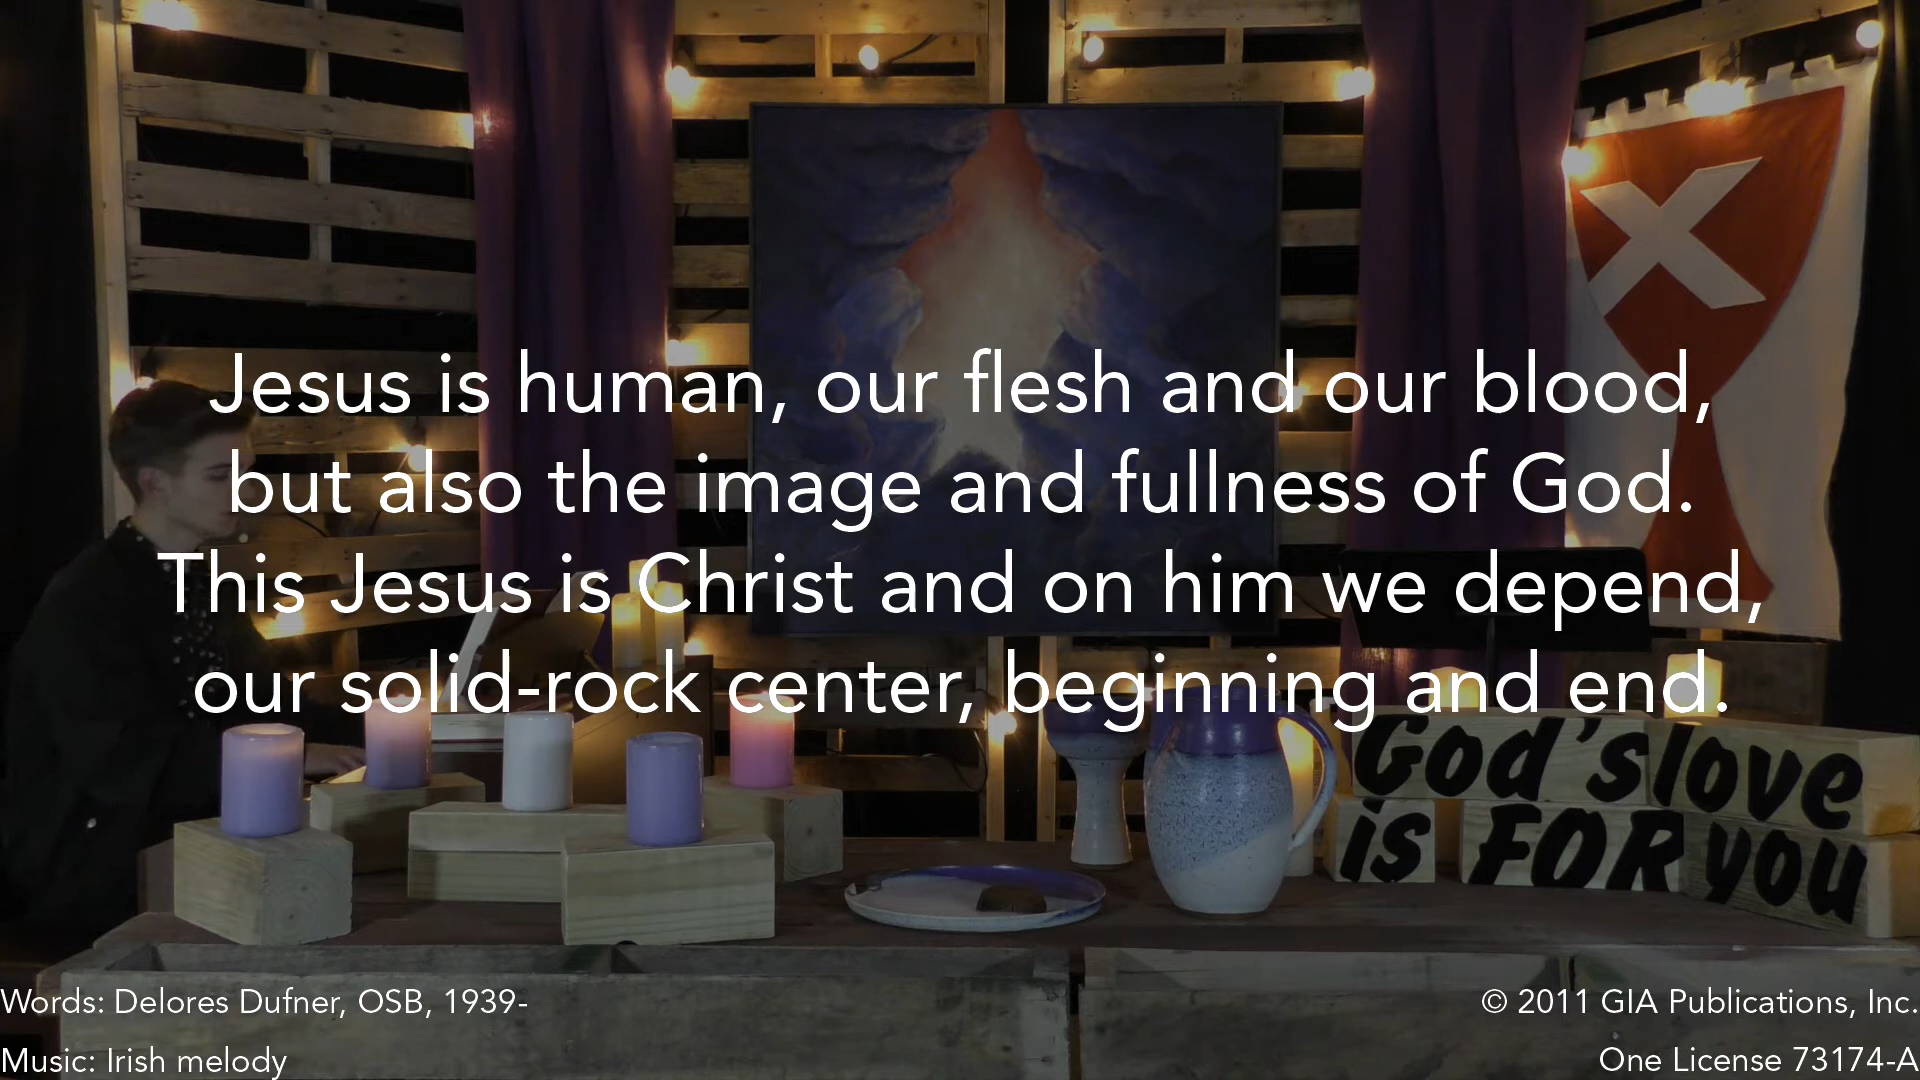 Jesus is human, our flesh and our blood,
but also the image and fullness of God.
This Jesus is Christ and on him we depend,
our solid-rock center, beginning and end.
God's love
is FOR you
Words: Delores Dufner, OSB, 1939-
Music: Irish melody
© 2011 GIA Publications, Inc.
One License 73174-A